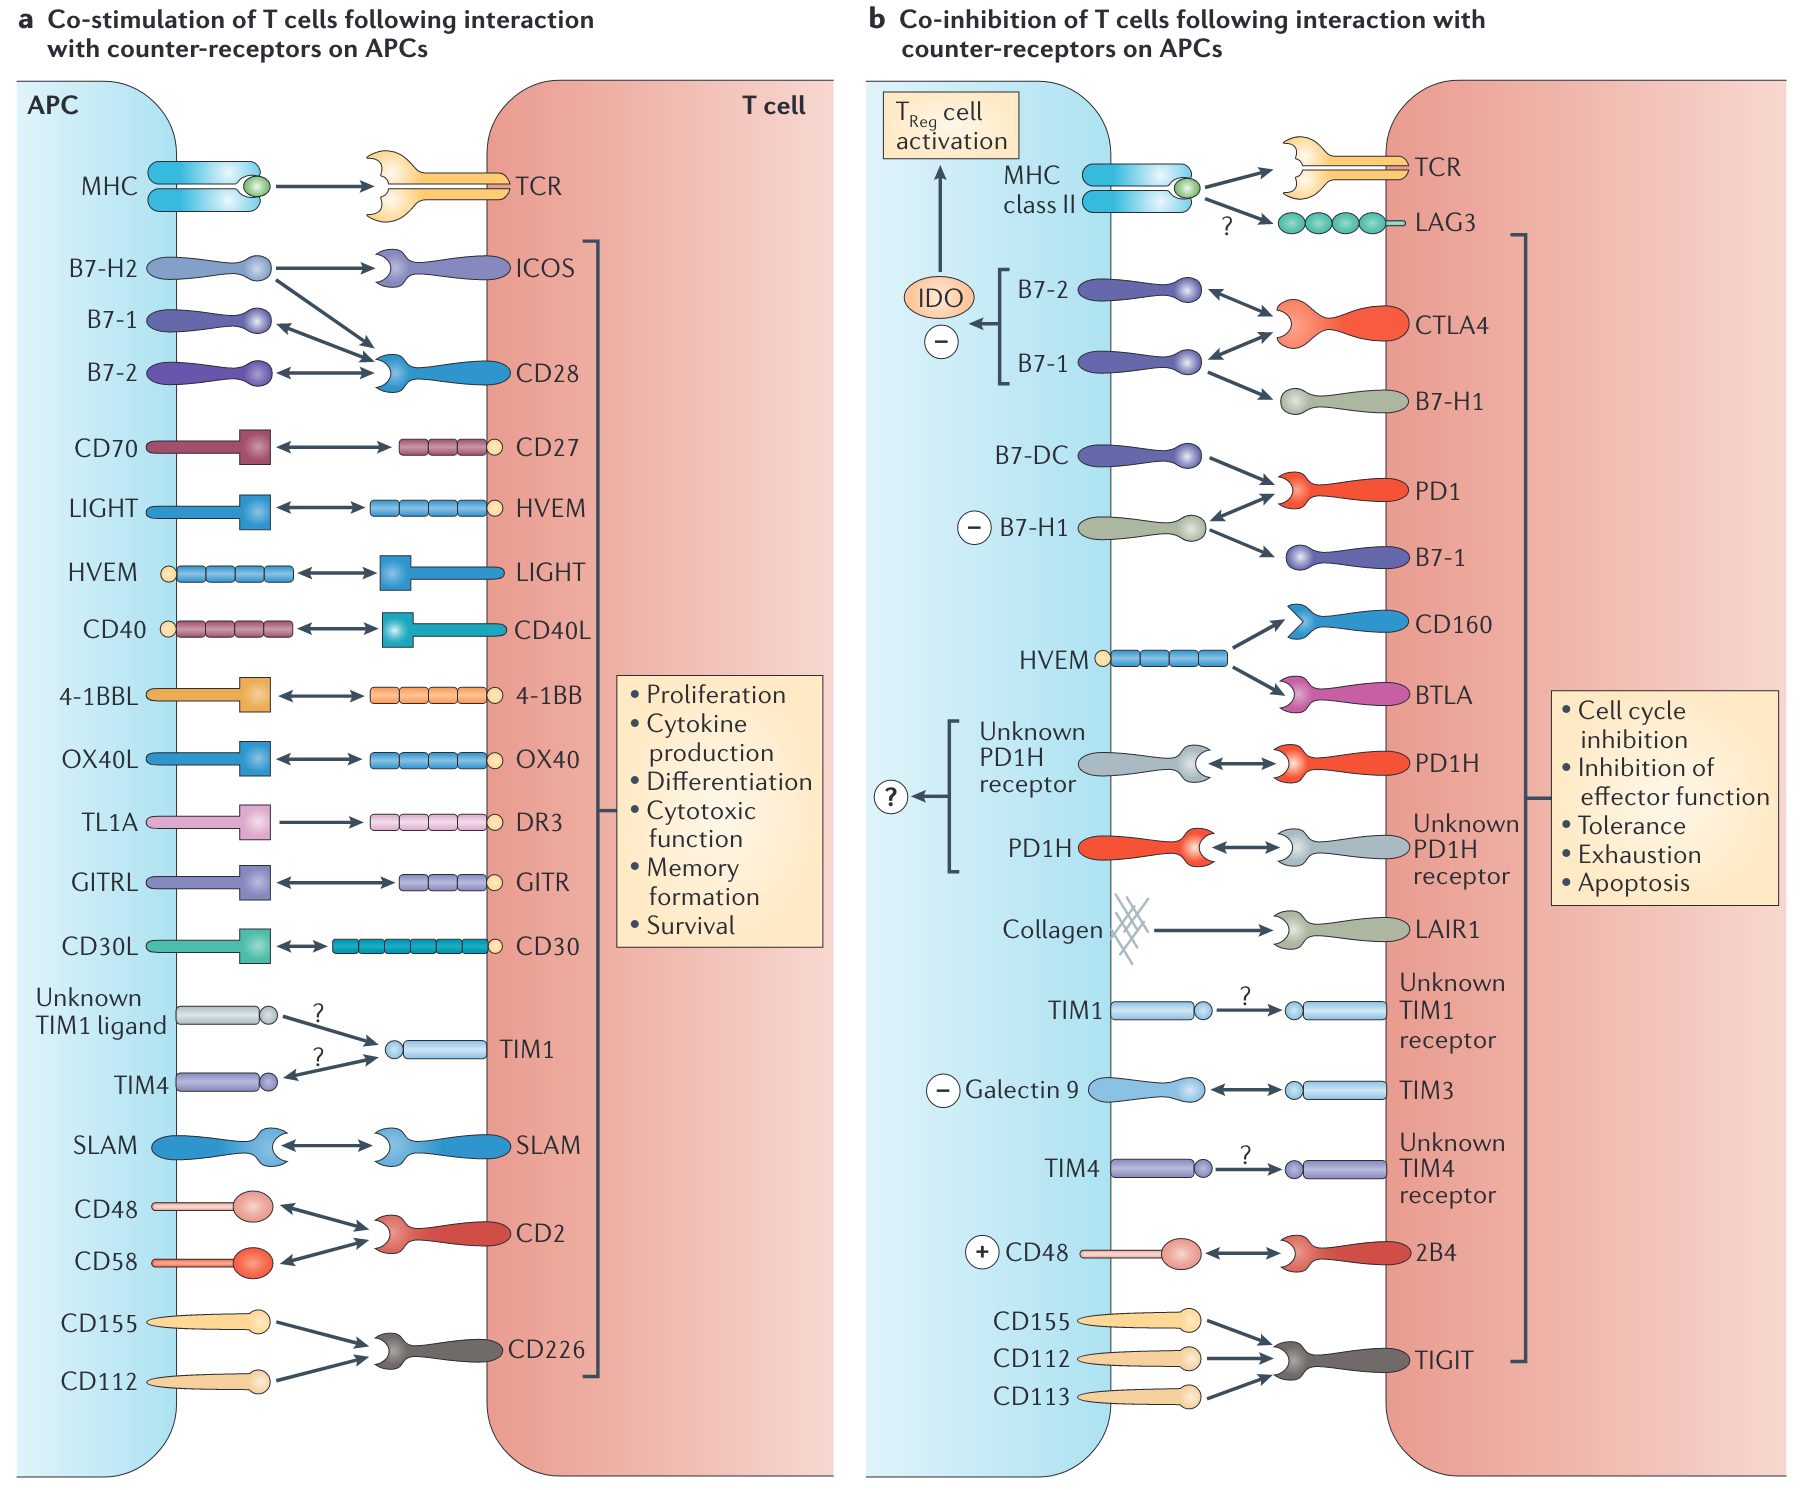 a Co-stimulation of T cells following interaction
with counter-receptors on APCs
APC
T cell
MHC
TCR
B7-H2
ICOS
B7-1
B7-2
CD28
CD70
CD27
LIGHT
HVEM
HVEM
LIGHT
CD40
CD40L
4-1BBL
4-1BB
OX40L
OX40
TL1A
DR3
GITRL
GITR
CD30L
CD30
Unknown
TIM1 ligand
?
TIM1
?
TIM4
SLAM
SLAM
CD48
CD2
CD58
CD155
CD226
CD112
• Proliferation
• Cytokine
production
• Differentiation
• Cytotoxic
function
• Memory
formation
• Survival
b Co-inhibition of T cells following interaction with
counter-receptors on APCs
TReg cell
activation
MHC
class II
TCR
?
LAG3
IDO
−
B7-2
CTLA4
B7-1
B7-H1
B7-DC
PD1
− B7-H1
B7-1
HVEM
CD160
BTLA
?
Unknown
PD1H
receptor
PD1H
PD1H
Unknown
PD1H
receptor
Collagen
LAIR1
TIM1
?
Unknown
TIM1
receptor
− Galectin 9
TIM3
TIM4
?
Unknown
TIM4
receptor
+ CD48
2B4
CD155
CD112
CD113
TIGIT
• Cell cycle
inhibition
• Inhibition of
effector function
• Tolerance
• Exhaustion
• Apoptosis